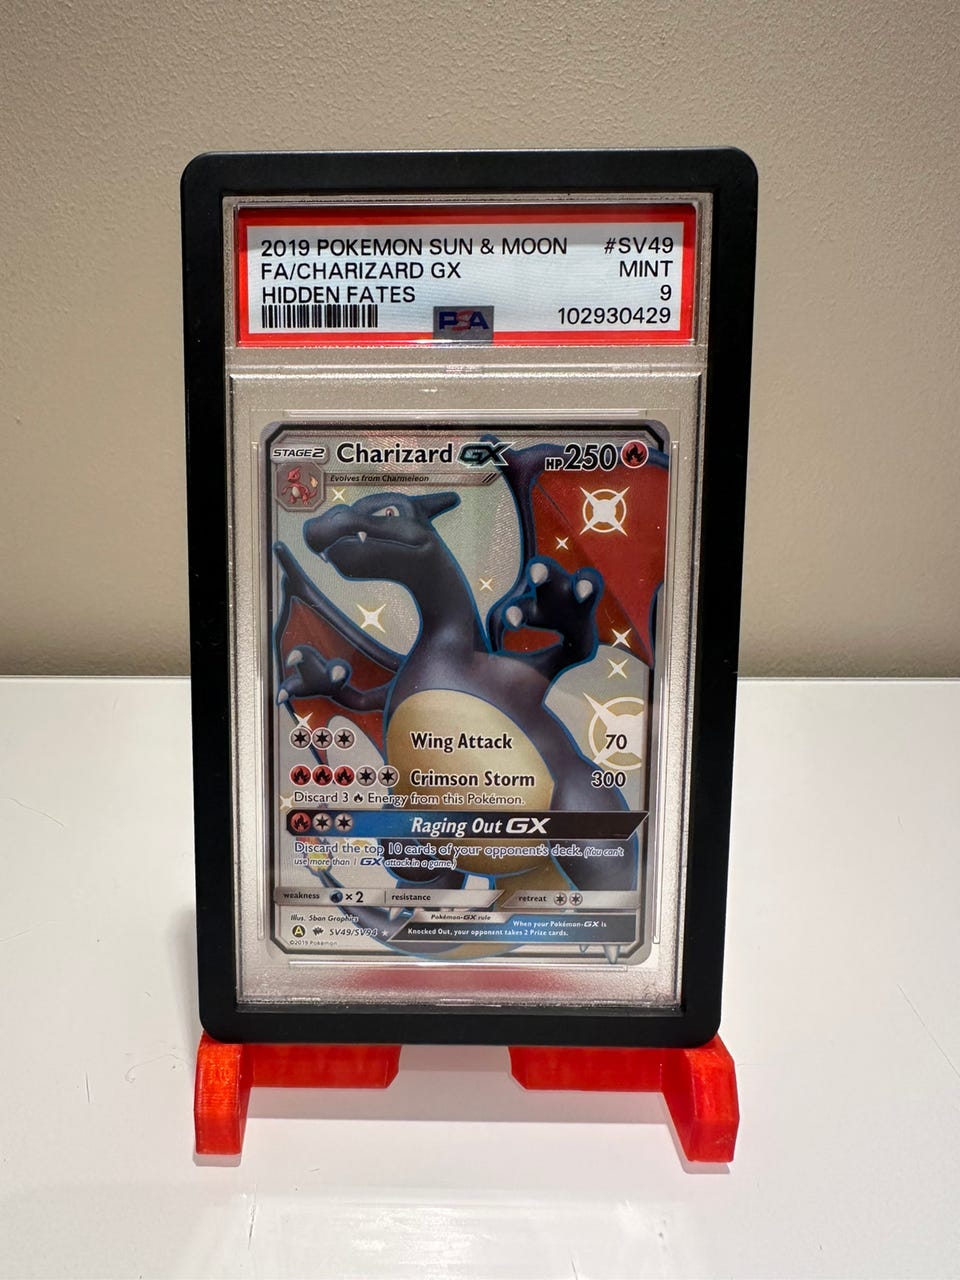 2019 POKEMON SUN & MOON #SV49
FA/CHARIZARD GX MINT
HIDDEN FATES 9
PSA 102930429
STAGE2 Charizard GX HP250
Evolves from Charmeleon
Wing Attack 70
Crimson Storm 300
Discard 3 Energy from this Pokémon.
Raging Out GX
Discard the top 10 cards of your opponent's deck. (You can't
use more than 1 GX attack in a game.)
weakness ×2 resistance retreat
Illus. 5ban Graphics
Pokémon-GX rule
When your Pokémon-GX is
Knocked Out, your opponent takes 2 Prize cards.
A SV49/SV94
©2019 Pokémon